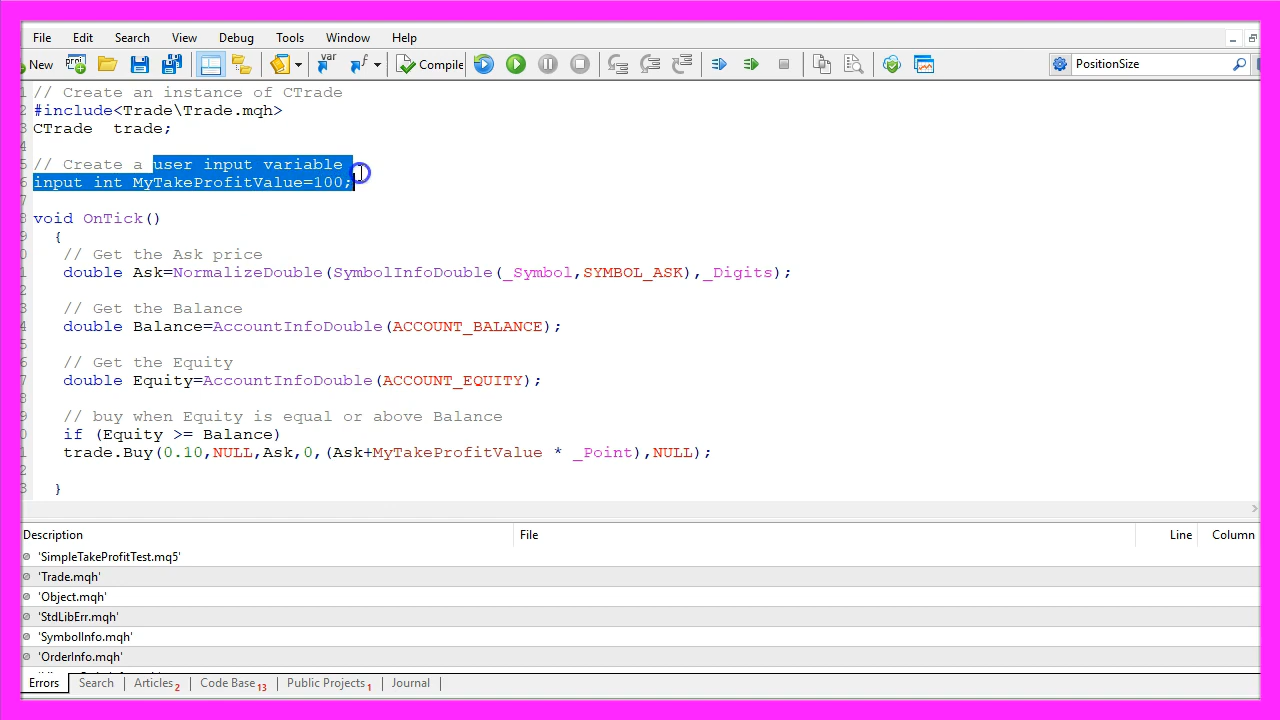 File Edit Search View Debug Tools Window Help
New Compile PositionSize
// Create an instance of CTrade
#include<Trade\Trade.mqh>
CTrade  trade;
// Create a user input variable
input int MyTakeProfitValue=100;
void OnTick()
{
// Get the Ask price
double Ask=NormalizeDouble(SymbolInfoDouble(_Symbol,SYMBOL_ASK),_Digits);
// Get the Balance
double Balance=AccountInfoDouble(ACCOUNT_BALANCE);
// Get the Equity
double Equity=AccountInfoDouble(ACCOUNT_EQUITY);
// buy when Equity is equal or above Balance
if (Equity >= Balance)
trade.Buy(0.10,NULL,Ask,0,(Ask+MyTakeProfitValue * _Point),NULL);
}
Description File Line Column
'SimpleTakeProfitTest.mq5'
'Trade.mqh'
'Object.mqh'
'StdLibErr.mqh'
'SymbolInfo.mqh'
'OrderInfo.mqh'
Errors Search Articles 2 Code Base 13 Public Projects 1 Journal